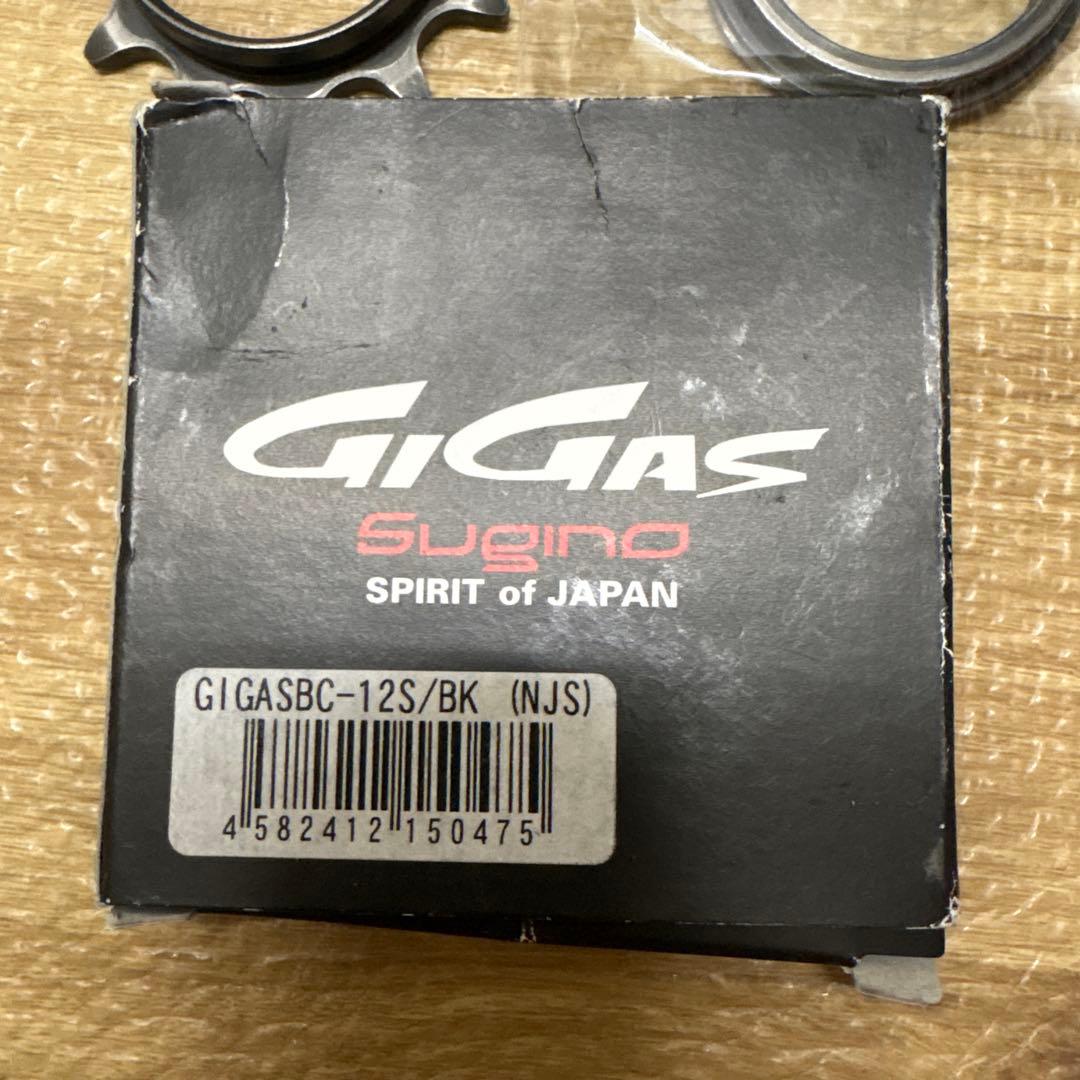 GIGAS
Sugino
SPIRIT of JAPAN
GIGASBC-12S/BK (NJS)
4 582412 150475